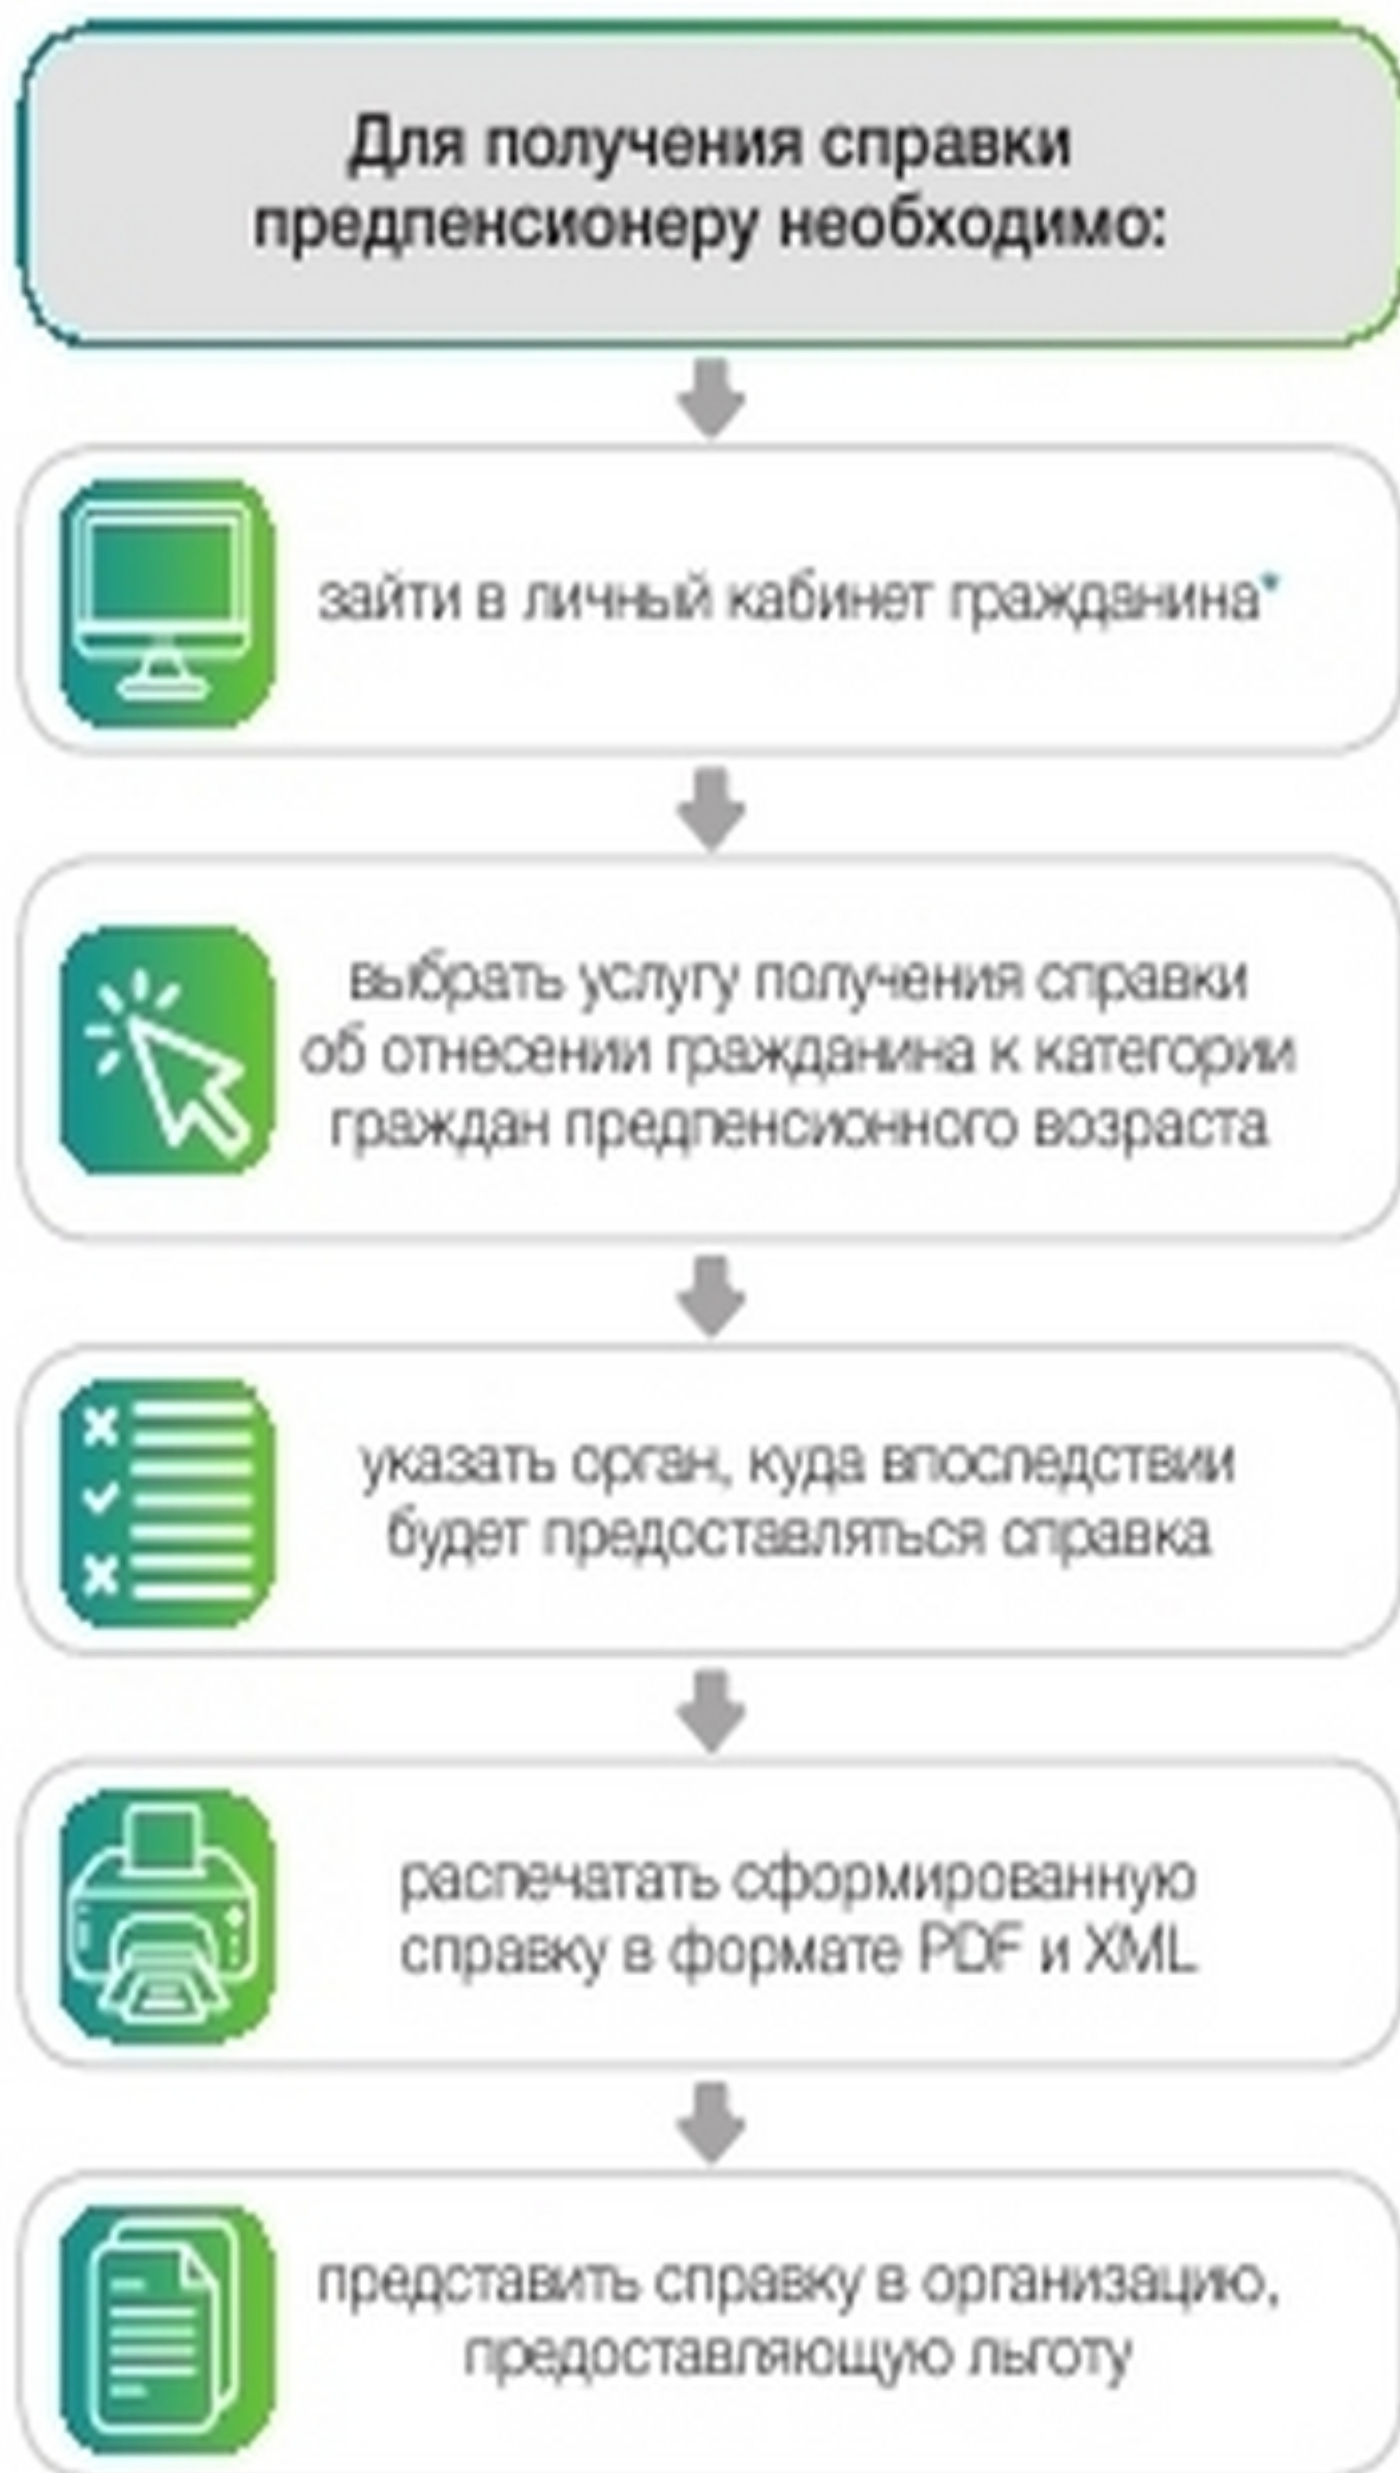 Для получения справки
предпенсионеру необходимо:
зайти в личный кабинет гражданина*
выбрать услугу получения справки
об отнесении гражданина к категории
граждан предпенсионного возраста
указать орган, куда впоследствии
будет предоставляться справка
распечатать сформированную
справку в формате PDF и XML
представить справку в организацию,
предоставляющую льготу